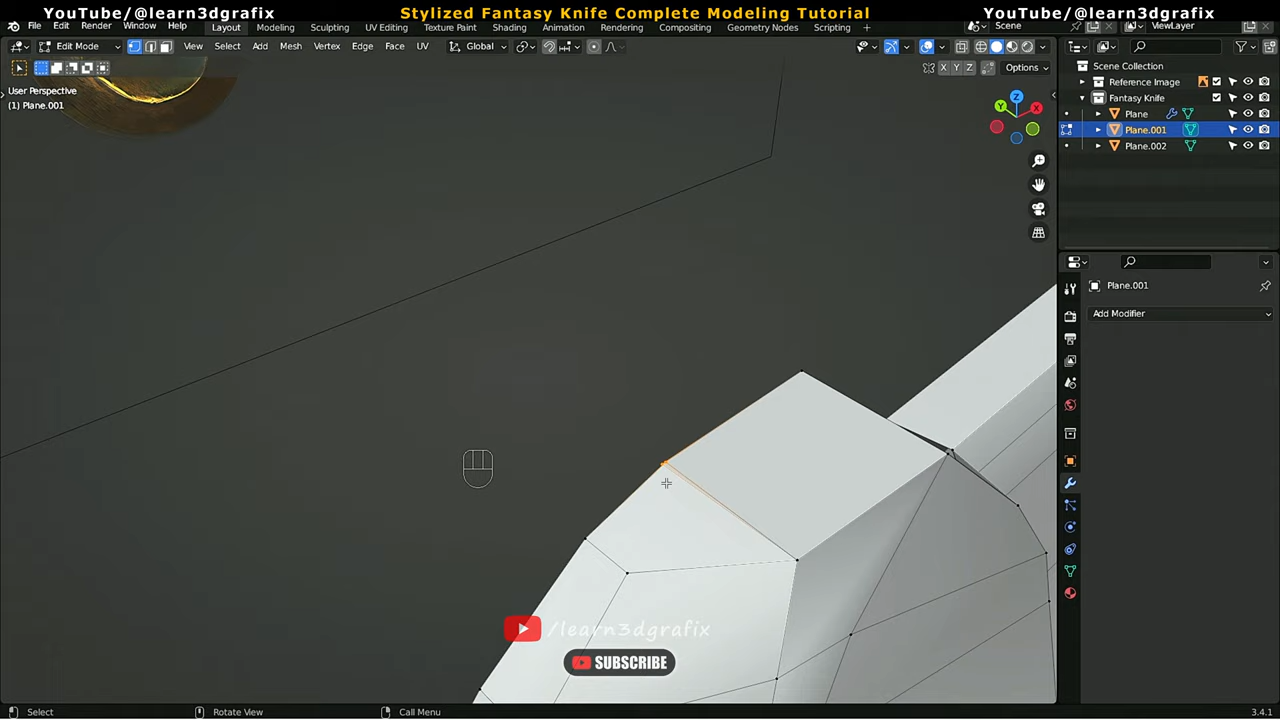 YouTube/@learn3dgrafix
Stylized Fantasy Knife Complete Modeling Tutorial
YouTube/@learn3dgrafix
File Edit Render Window Help
Layout Modeling Sculpting UV Editing Texture Paint Shading Animation Rendering Compositing Geometry Nodes Scripting +
Scene
ViewLayer
Edit Mode
View Select Add Mesh Vertex Edge Face UV
Global
X Y Z
Options
User Perspective
(1) Plane.001
Z
Y
X
Scene Collection
Reference Image
Fantasy Knife
Plane
Plane.001
Plane.002
Plane.001
Add Modifier
/learn3dgrafix
SUBSCRIBE
Select
Rotate View
Call Menu
3.4.1